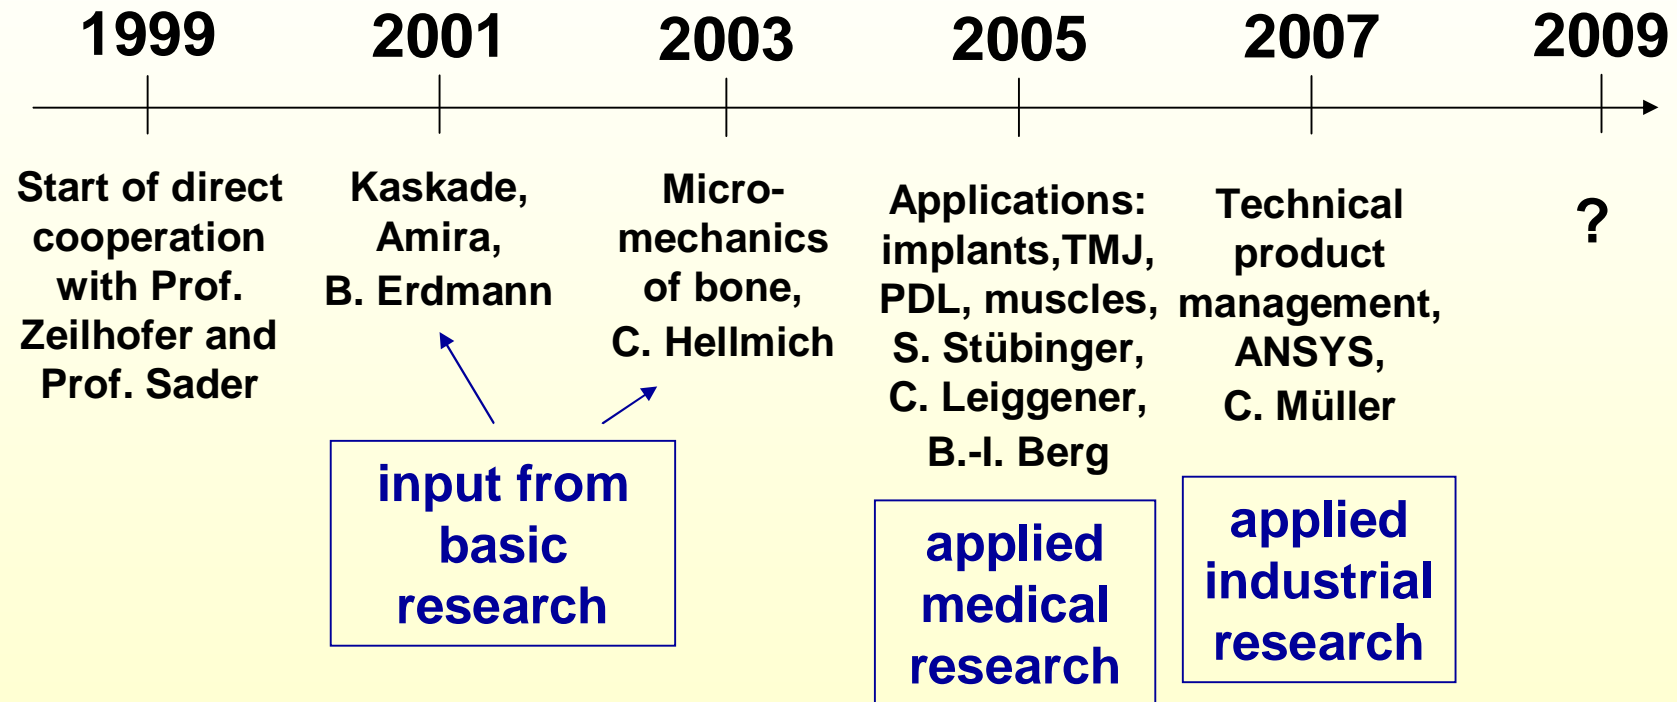 1999 2001 2003 2005 2007 2009
Start of direct
cooperation
with Prof.
Zeilhofer and
Prof. Sader
Kaskade,
Amira,
B. Erdmann
Micro-
mechanics
of bone,
C. Hellmich
Applications:
implants,TMJ,
PDL, muscles,
S. Stübinger,
C. Leiggener,
B.-I. Berg
Technical
product
management,
ANSYS,
C. Müller
?
input from
basic
research
applied
medical
research
applied
industrial
research